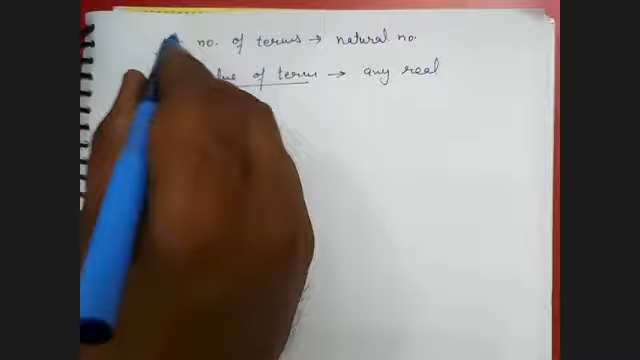 no. of terms → natural no.
of terms → any real